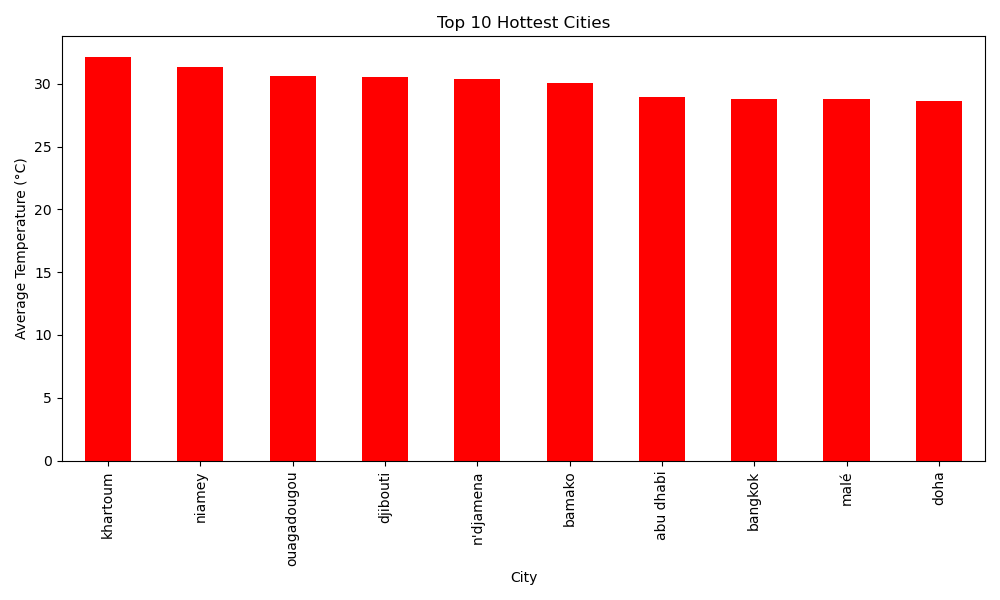 Top 10 Hottest Cities
Average Temperature (°C)
30
25
20
15
10
5
0
khartoum
niamey
ouagadougou
djibouti
n'djamena
bamako
abu dhabi
bangkok
malé
doha
City